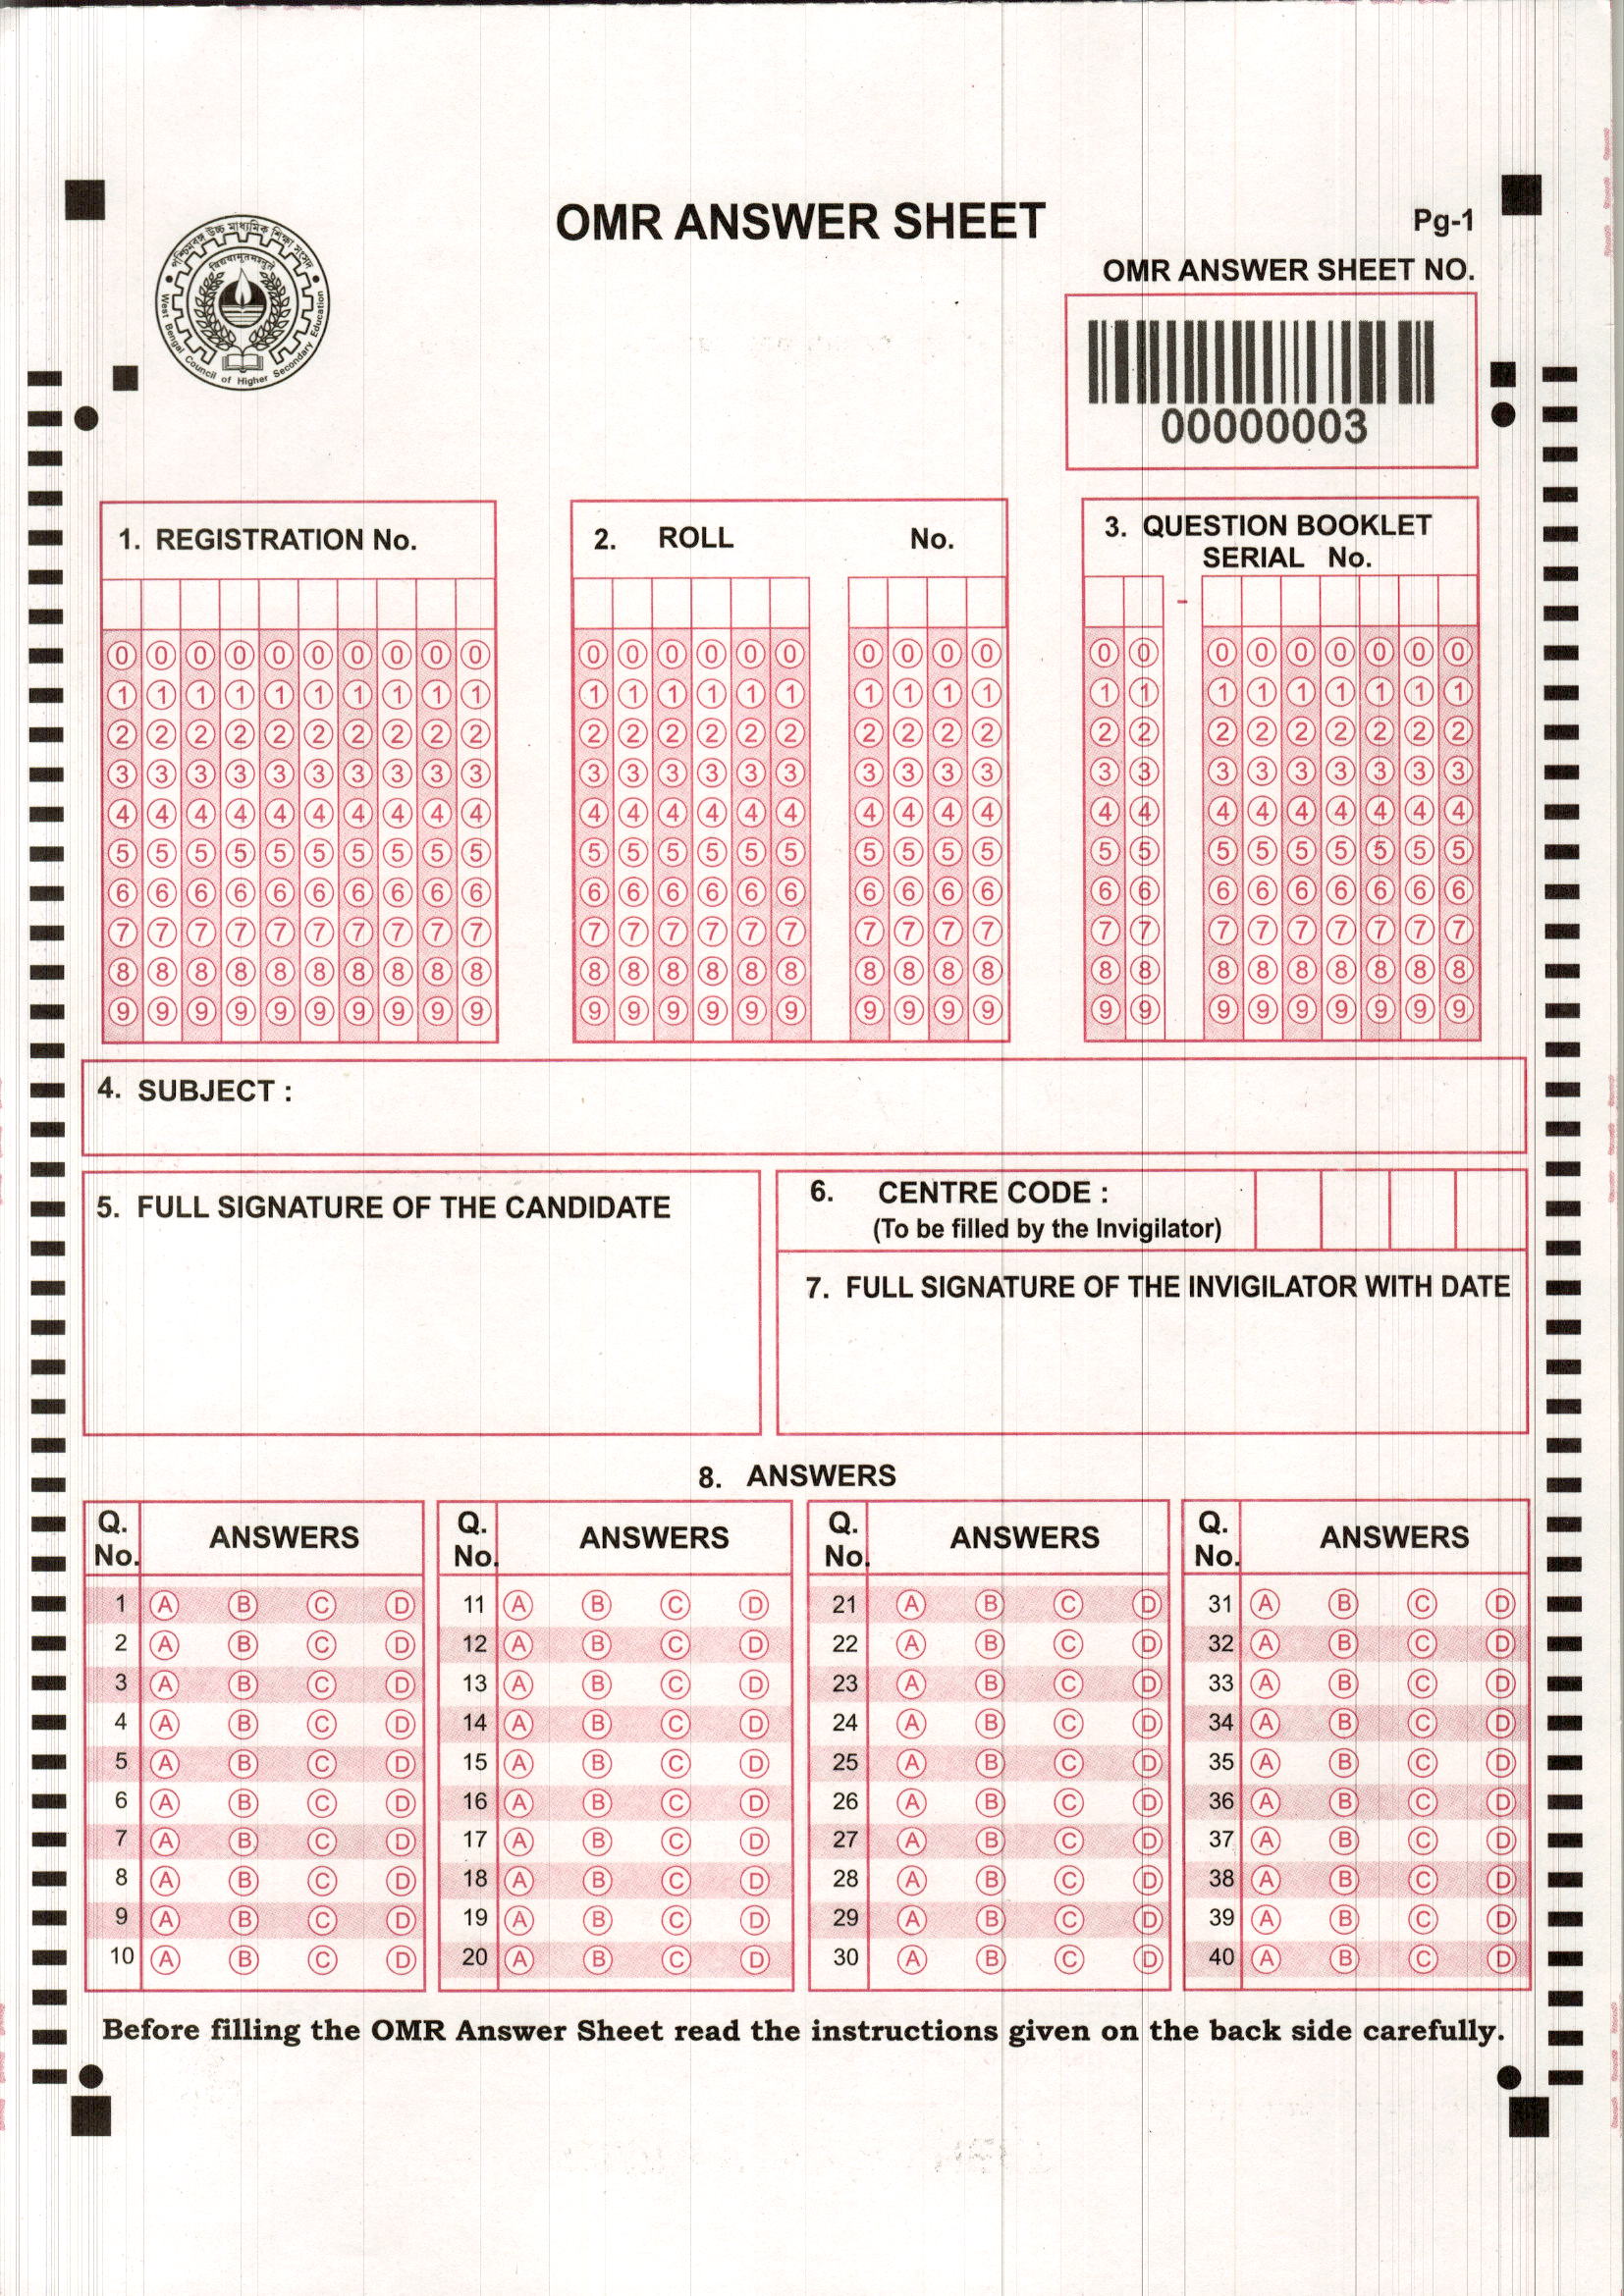 OMR ANSWER SHEET
Pg-1
পশ্চিমবঙ্গ উচ্চ মাধ্যমিক শিক্ষা সংসদ
West Bengal Council of Higher Secondary Education
OMR ANSWER SHEET NO.
00000003
1. REGISTRATION No.
2. ROLL No.
3. QUESTION BOOKLET
SERIAL No.
-
0 0 0 0 0 0 0 0 0 0 0 0 0 0 0 0 0 0 0 0 0 0 0 0 0 0 0 0 0
1 1 1 1 1 1 1 1 1 1 1 1 1 1 1 1 1 1 1 1 1 1 1 1 1 1 1 1 1
2 2 2 2 2 2 2 2 2 2 2 2 2 2 2 2 2 2 2 2 2 2 2 2 2 2 2 2 2
3 3 3 3 3 3 3 3 3 3 3 3 3 3 3 3 3 3 3 3 3 3 3 3 3 3 3 3 3
4 4 4 4 4 4 4 4 4 4 4 4 4 4 4 4 4 4 4 4 4 4 4 4 4 4 4 4 4
5 5 5 5 5 5 5 5 5 5 5 5 5 5 5 5 5 5 5 5 5 5 5 5 5 5 5 5 5
6 6 6 6 6 6 6 6 6 6 6 6 6 6 6 6 6 6 6 6 6 6 6 6 6 6 6 6 6
7 7 7 7 7 7 7 7 7 7 7 7 7 7 7 7 7 7 7 7 7 7 7 7 7 7 7 7 7
8 8 8 8 8 8 8 8 8 8 8 8 8 8 8 8 8 8 8 8 8 8 8 8 8 8 8 8 8
9 9 9 9 9 9 9 9 9 9 9 9 9 9 9 9 9 9 9 9 9 9 9 9 9 9 9 9 9
4. SUBJECT :
5. FULL SIGNATURE OF THE CANDIDATE
6. CENTRE CODE :
(To be filled by the Invigilator)
7. FULL SIGNATURE OF THE INVIGILATOR WITH DATE
8. ANSWERS
Q. No. ANSWERS Q. No. ANSWERS Q. No. ANSWERS Q. No. ANSWERS
1 A B C D 11 A B C D 21 A B C D 31 A B C D
2 A B C D 12 A B C D 22 A B C D 32 A B C D
3 A B C D 13 A B C D 23 A B C D 33 A B C D
4 A B C D 14 A B C D 24 A B C D 34 A B C D
5 A B C D 15 A B C D 25 A B C D 35 A B C D
6 A B C D 16 A B C D 26 A B C D 36 A B C D
7 A B C D 17 A B C D 27 A B C D 37 A B C D
8 A B C D 18 A B C D 28 A B C D 38 A B C D
9 A B C D 19 A B C D 29 A B C D 39 A B C D
10 A B C D 20 A B C D 30 A B C D 40 A B C D
Before filling the OMR Answer Sheet read the instructions given on the back side carefully.